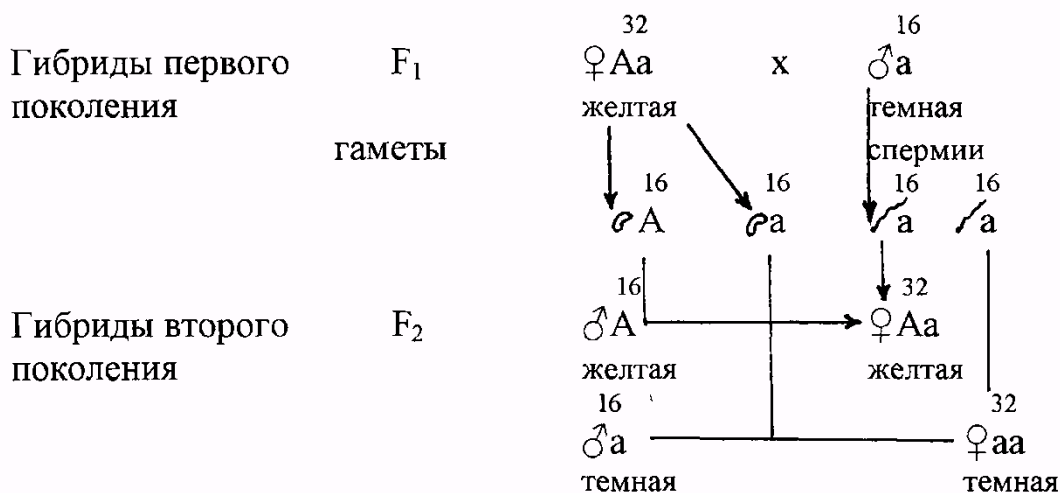 32 16
Гибриды первого F₁ ♀Aa x ♂a
поколения желтая темная
гаметы спермии
16 16 16 16
A a a a
16 32
Гибриды второго F₂ ♂A ♀Aa
поколения желтая желтая
16 32
♂a ♀aa
темная темная